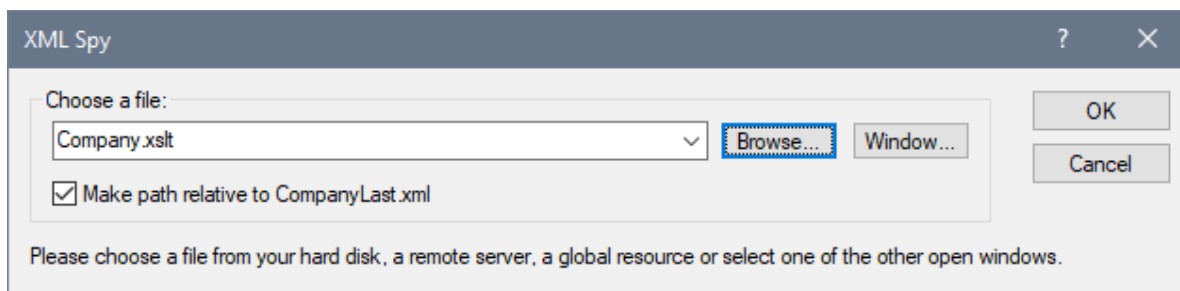 XML Spy ?
Choose a file:
Company.xslt Browse... Window... OK
Cancel
Make path relative to CompanyLast.xml
Please choose a file from your hard disk, a remote server, a global resource or select one of the other open windows.